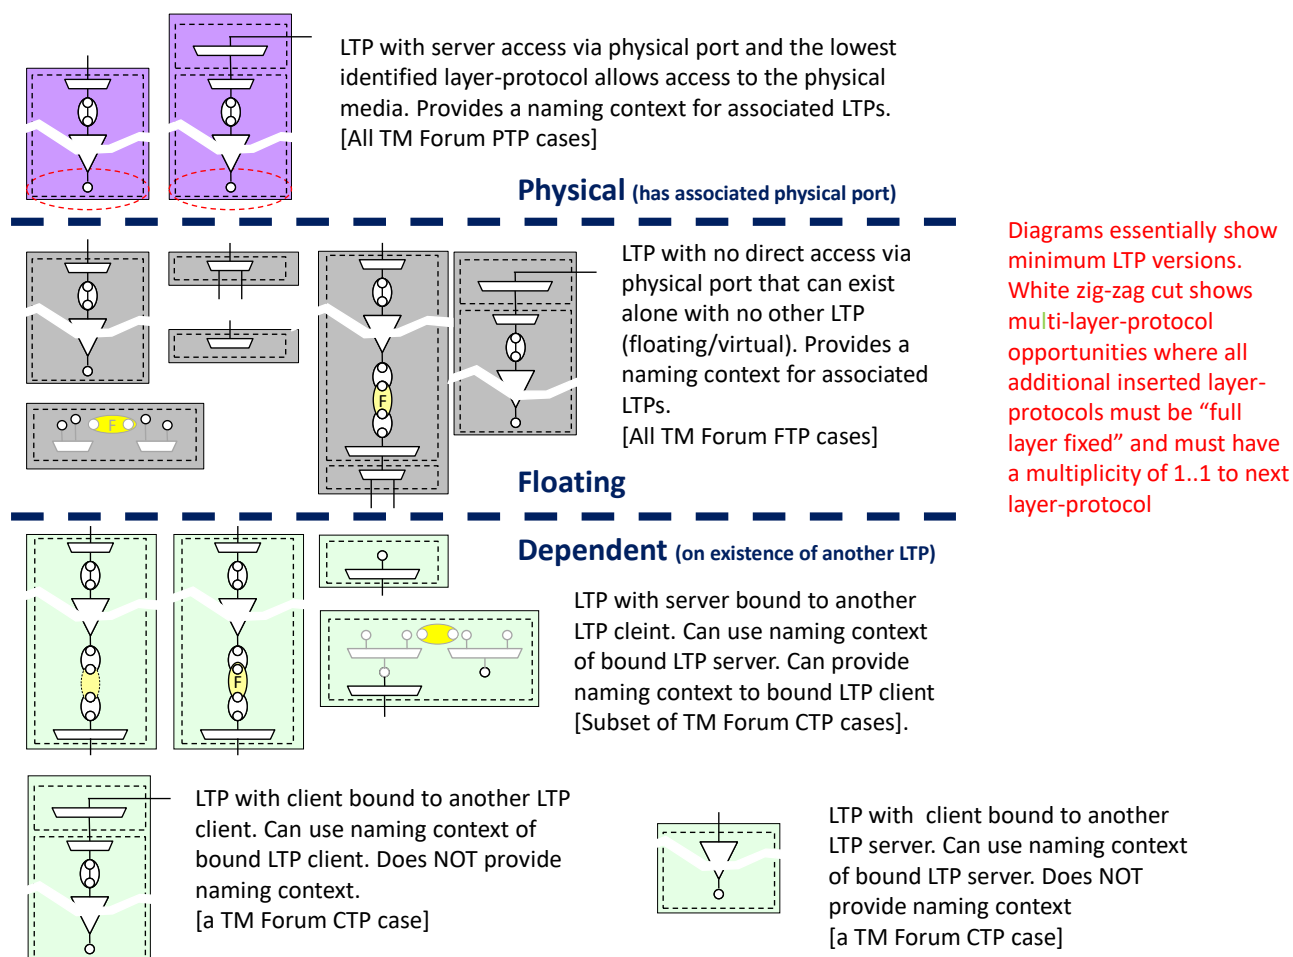 LTP with server access via physical port and the lowest
identified layer-protocol allows access to the physical
media. Provides a naming context for associated LTPs.
[All TM Forum PTP cases]
Physical (has associated physical port)
LTP with no direct access via
physical port that can exist
alone with no other LTP
(floating/virtual). Provides a
naming context for associated
LTPs.
[All TM Forum FTP cases]
F
F
Floating
Diagrams essentially show
minimum LTP versions.
White zig-zag cut shows
multi-layer-protocol
opportunities where all
additional inserted layer-
protocols must be “full
layer fixed” and must have
a multiplicity of 1..1 to next
layer-protocol
Dependent (on existence of another LTP)
LTP with server bound to another
LTP cleint. Can use naming context
of bound LTP server. Can provide
naming context to bound LTP client
[Subset of TM Forum CTP cases].
F
LTP with client bound to another LTP
client. Can use naming context of
bound LTP client. Does NOT provide
naming context.
[a TM Forum CTP case]
LTP with  client bound to another
LTP server. Can use naming context
of bound LTP server. Does NOT
provide naming context
[a TM Forum CTP case]